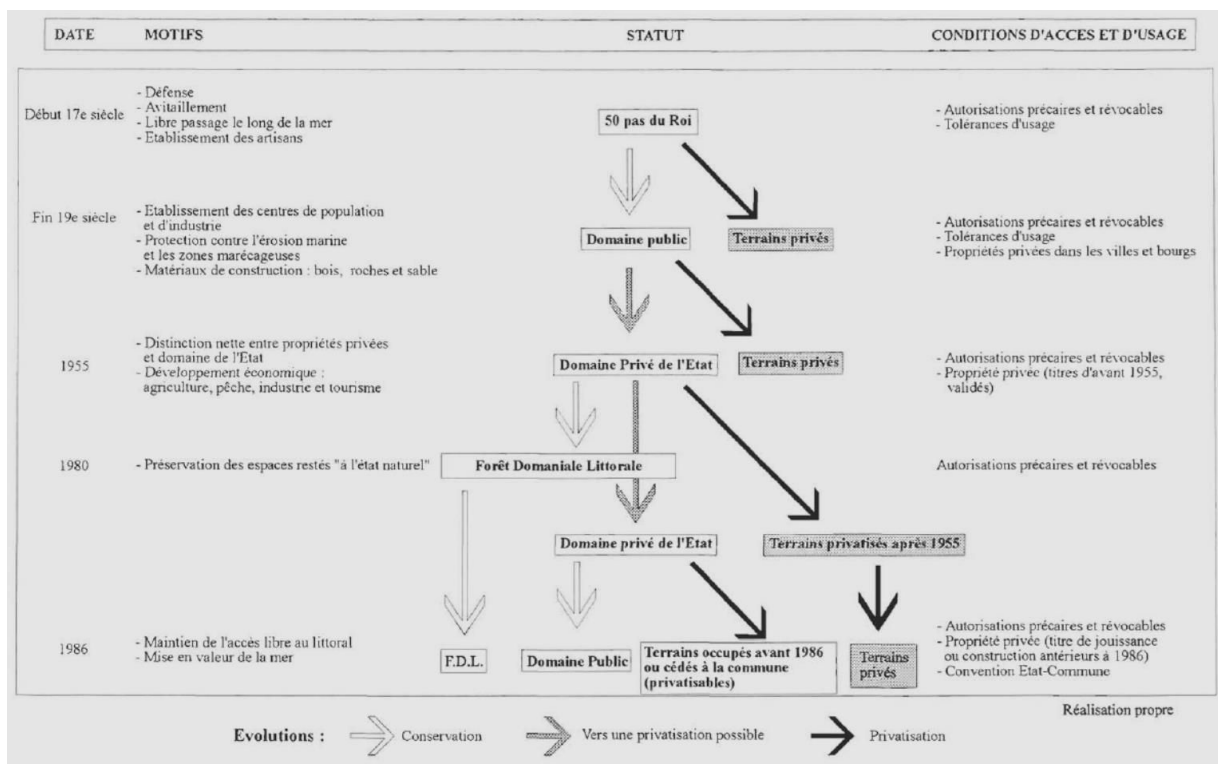 DATE MOTIFS STATUT CONDITIONS D'ACCES ET D'USAGE
Début 17e siècle
- Défense
- Avitaillement
- Libre passage le long de la mer
- Etablissement des artisans
50 pas du Roi
- Autorisations précaires et révocables
- Tolérances d'usage
Fin 19e siècle
- Etablissement des centres de population
et d'industrie
- Protection contre l'érosion marine
et les zones marécageuses
- Matériaux de construction : bois, roches et sable
Domaine public
Terrains privés
- Autorisations précaires et révocables
- Tolérances d'usage
- Propriétés privées dans les villes et bourgs
1955
- Distinction nette entre propriétés privées
et domaine de l'Etat
- Développement économique :
agriculture, pêche, industrie et tourisme
Domaine Privé de l'Etat
Terrains privés
- Autorisations précaires et révocables
- Propriété privée (titres d'avant 1955,
validés)
1980
- Préservation des espaces restés "à l'état naturel"
Forêt Domaniale Littorale
Autorisations précaires et révocables
Domaine privé de l'Etat
Terrains privatisés après 1955
1986
- Maintien de l'accès libre au littoral
- Mise en valeur de la mer
F.D.L.
Domaine Public
Terrains occupés avant 1986
ou cédés à la commune
(privatisables)
Terrains
privés
- Autorisations précaires et révocables
- Propriété privée (titre de jouissance
ou construction antérieurs à 1986)
- Convention Etat-Commune
Réalisation propre
Evolutions : Conservation Vers une privatisation possible Privatisation